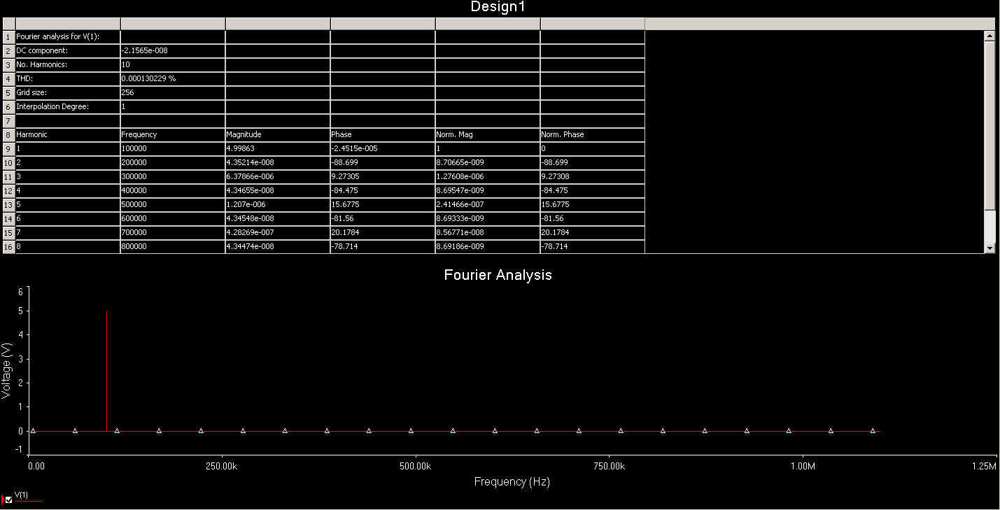 Design1
1 Fourier analysis for V(1):
2 DC component: -2.1565e-008
3 No. Harmonics: 10
4 THD: 0.000130229 %
5 Grid size: 256
6 Interpolation Degree: 1
7
8 Harmonic Frequency Magnitude Phase Norm. Mag Norm. Phase
9 1 100000 4.99863 -2.4515e-005 1 0
10 2 200000 4.35214e-008 -88.699 8.70665e-009 -88.699
11 3 300000 6.37866e-006 9.27305 1.27608e-006 9.27308
12 4 400000 4.34655e-008 -84.475 8.69547e-009 -84.475
13 5 500000 1.207e-006 15.6775 2.41466e-007 15.6775
14 6 600000 4.34548e-008 -81.56 8.69333e-009 -81.56
15 7 700000 4.28269e-007 20.1784 8.56771e-008 20.1784
16 8 800000 4.34474e-008 -78.714 8.69186e-009 -78.714
Fourier Analysis
6
5
4
3
2
1
0
-1
Voltage (V)
0.00 250.00k 500.00k 750.00k 1.00M 1.25M
Frequency (Hz)
V(1)